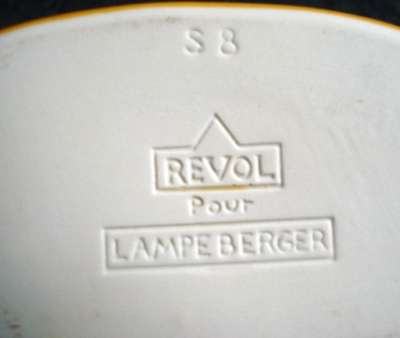 S 8
REVOL
Pour
LAMPE BERGER